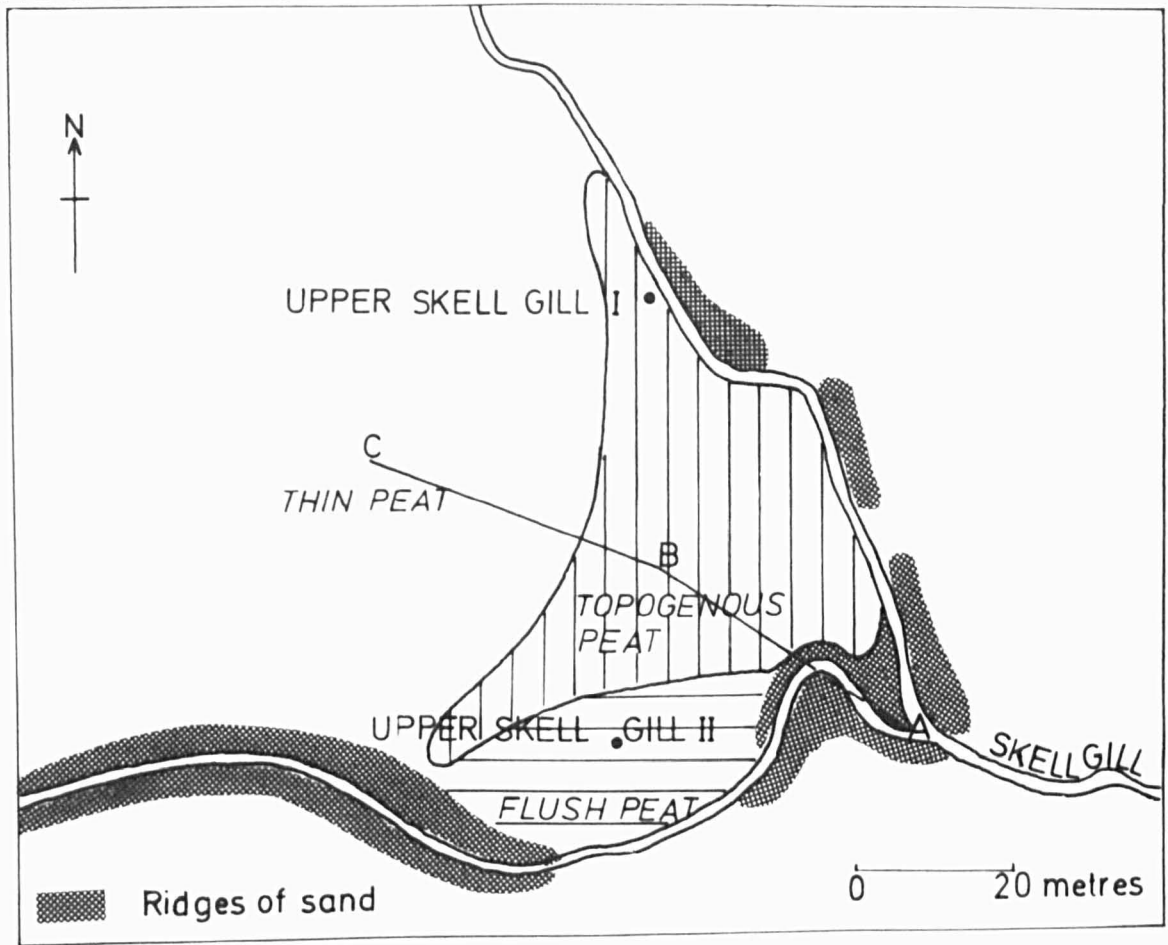 N
UPPER SKELL GILL I
C
THIN PEAT
B
TOPOGENOUS
PEAT
UPPER SKELL GILL II
A
SKELL GILL
FLUSH PEAT
0 20 metres
Ridges of sand